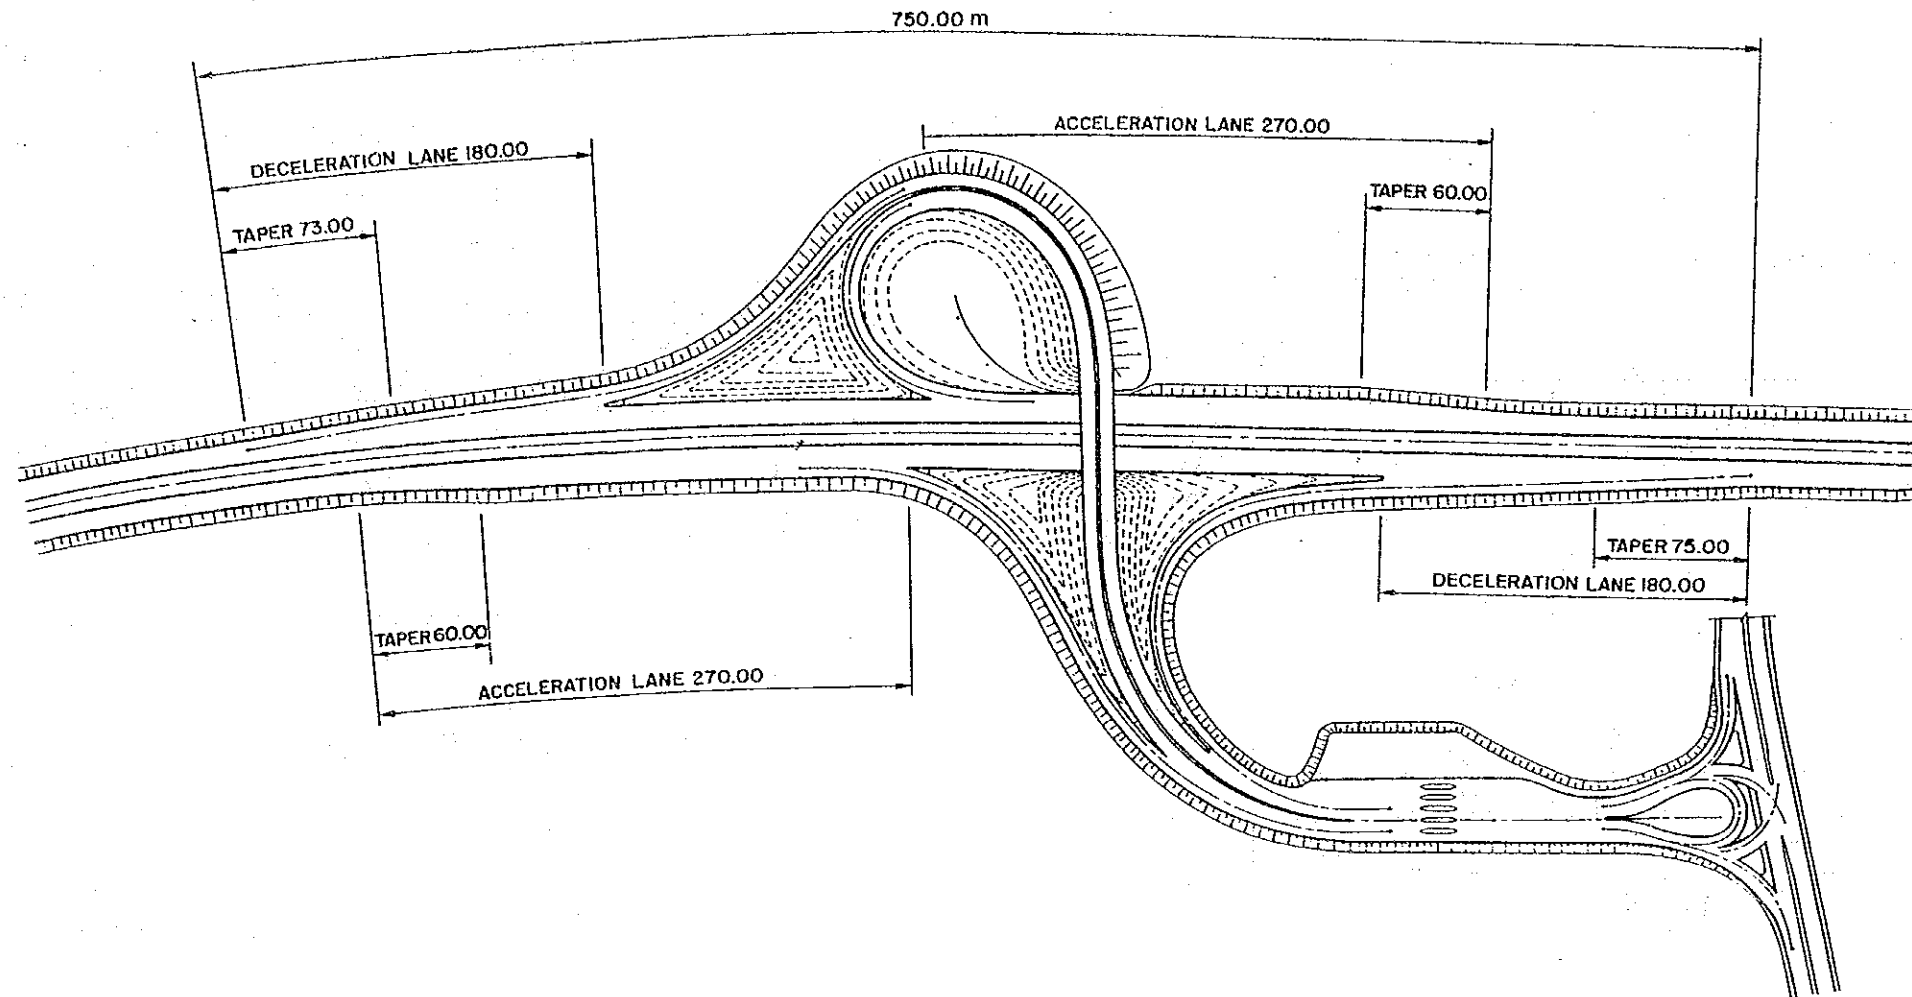 750.00 m
ACCELERATION LANE 270.00
DECELERATION LANE 180.00
TAPER 60.00
TAPER 73.00
TAPER 75.00
DECELERATION LANE 180.00
TAPER 60.00
ACCELERATION LANE 270.00